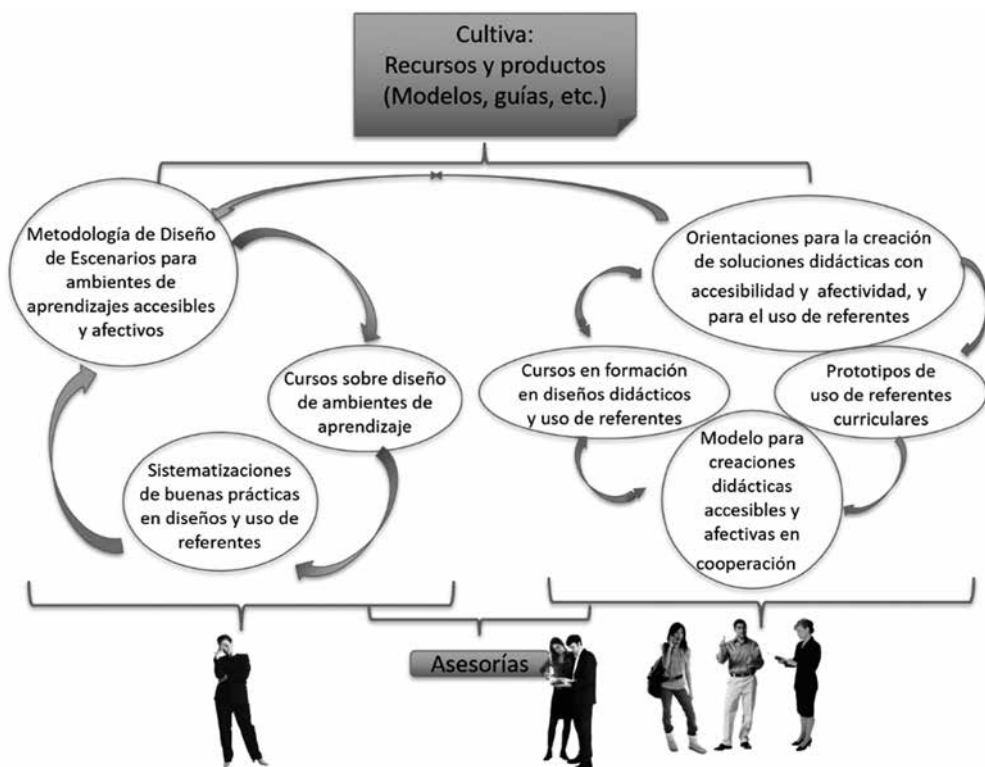 Cultiva:
Recursos y productos
(Modelos, guías, etc.)
Metodología de Diseño
de Escenarios para
ambientes de
aprendizajes accesibles
y afectivos
Cursos sobre diseño
de ambientes de
aprendizaje
Sistematizaciones
de buenas prácticas
en diseños y uso de
referentes
Orientaciones para la creación
de soluciones didácticas con
accesibilidad y afectividad, y
para el uso de referentes
Cursos en formación
en diseños didácticos
y uso de referentes
Prototipos de
uso de referentes
curriculares
Modelo para
creaciones
didácticas
accesibles y
afectivas en
cooperación
Asesorías